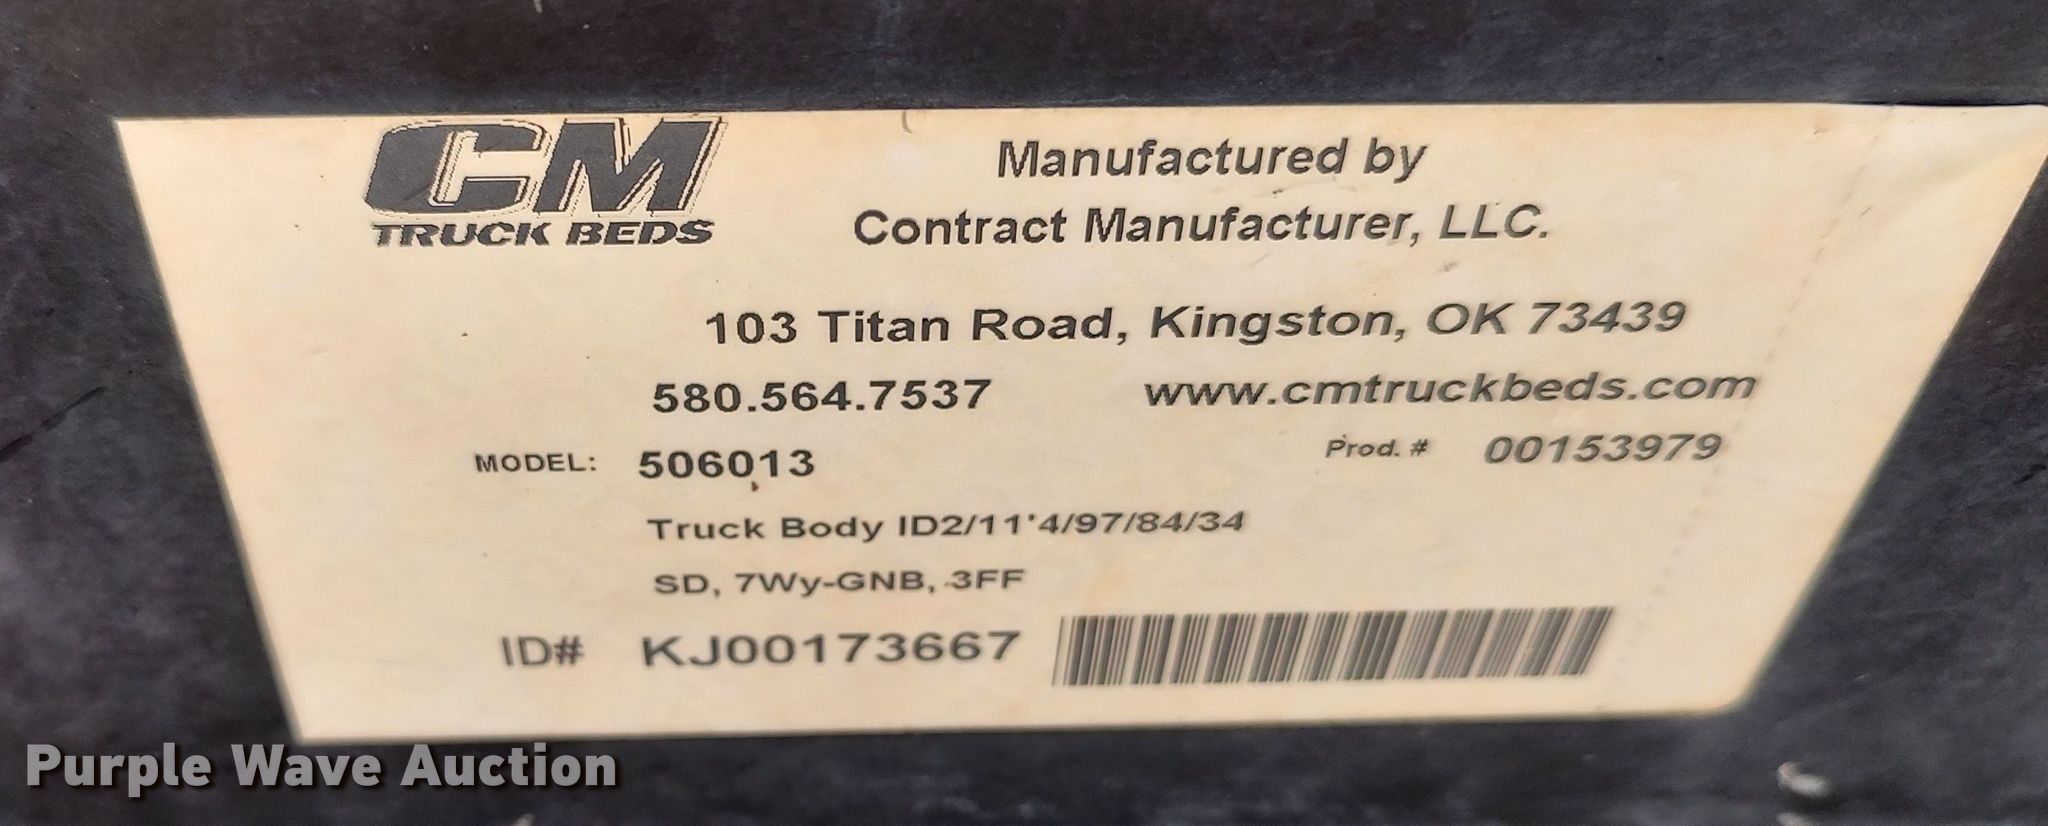 CM
TRUCK BEDS
Manufactured by
Contract Manufacturer, LLC.
103 Titan Road, Kingston, OK 73439
580.564.7537 www.cmtruckbeds.com
MODEL: 506013 Prod. # 00153979
Truck Body ID2/11'4/97/84/34
SD, 7Wy-GNB, 3FF
ID# KJ00173667
Purple Wave Auction